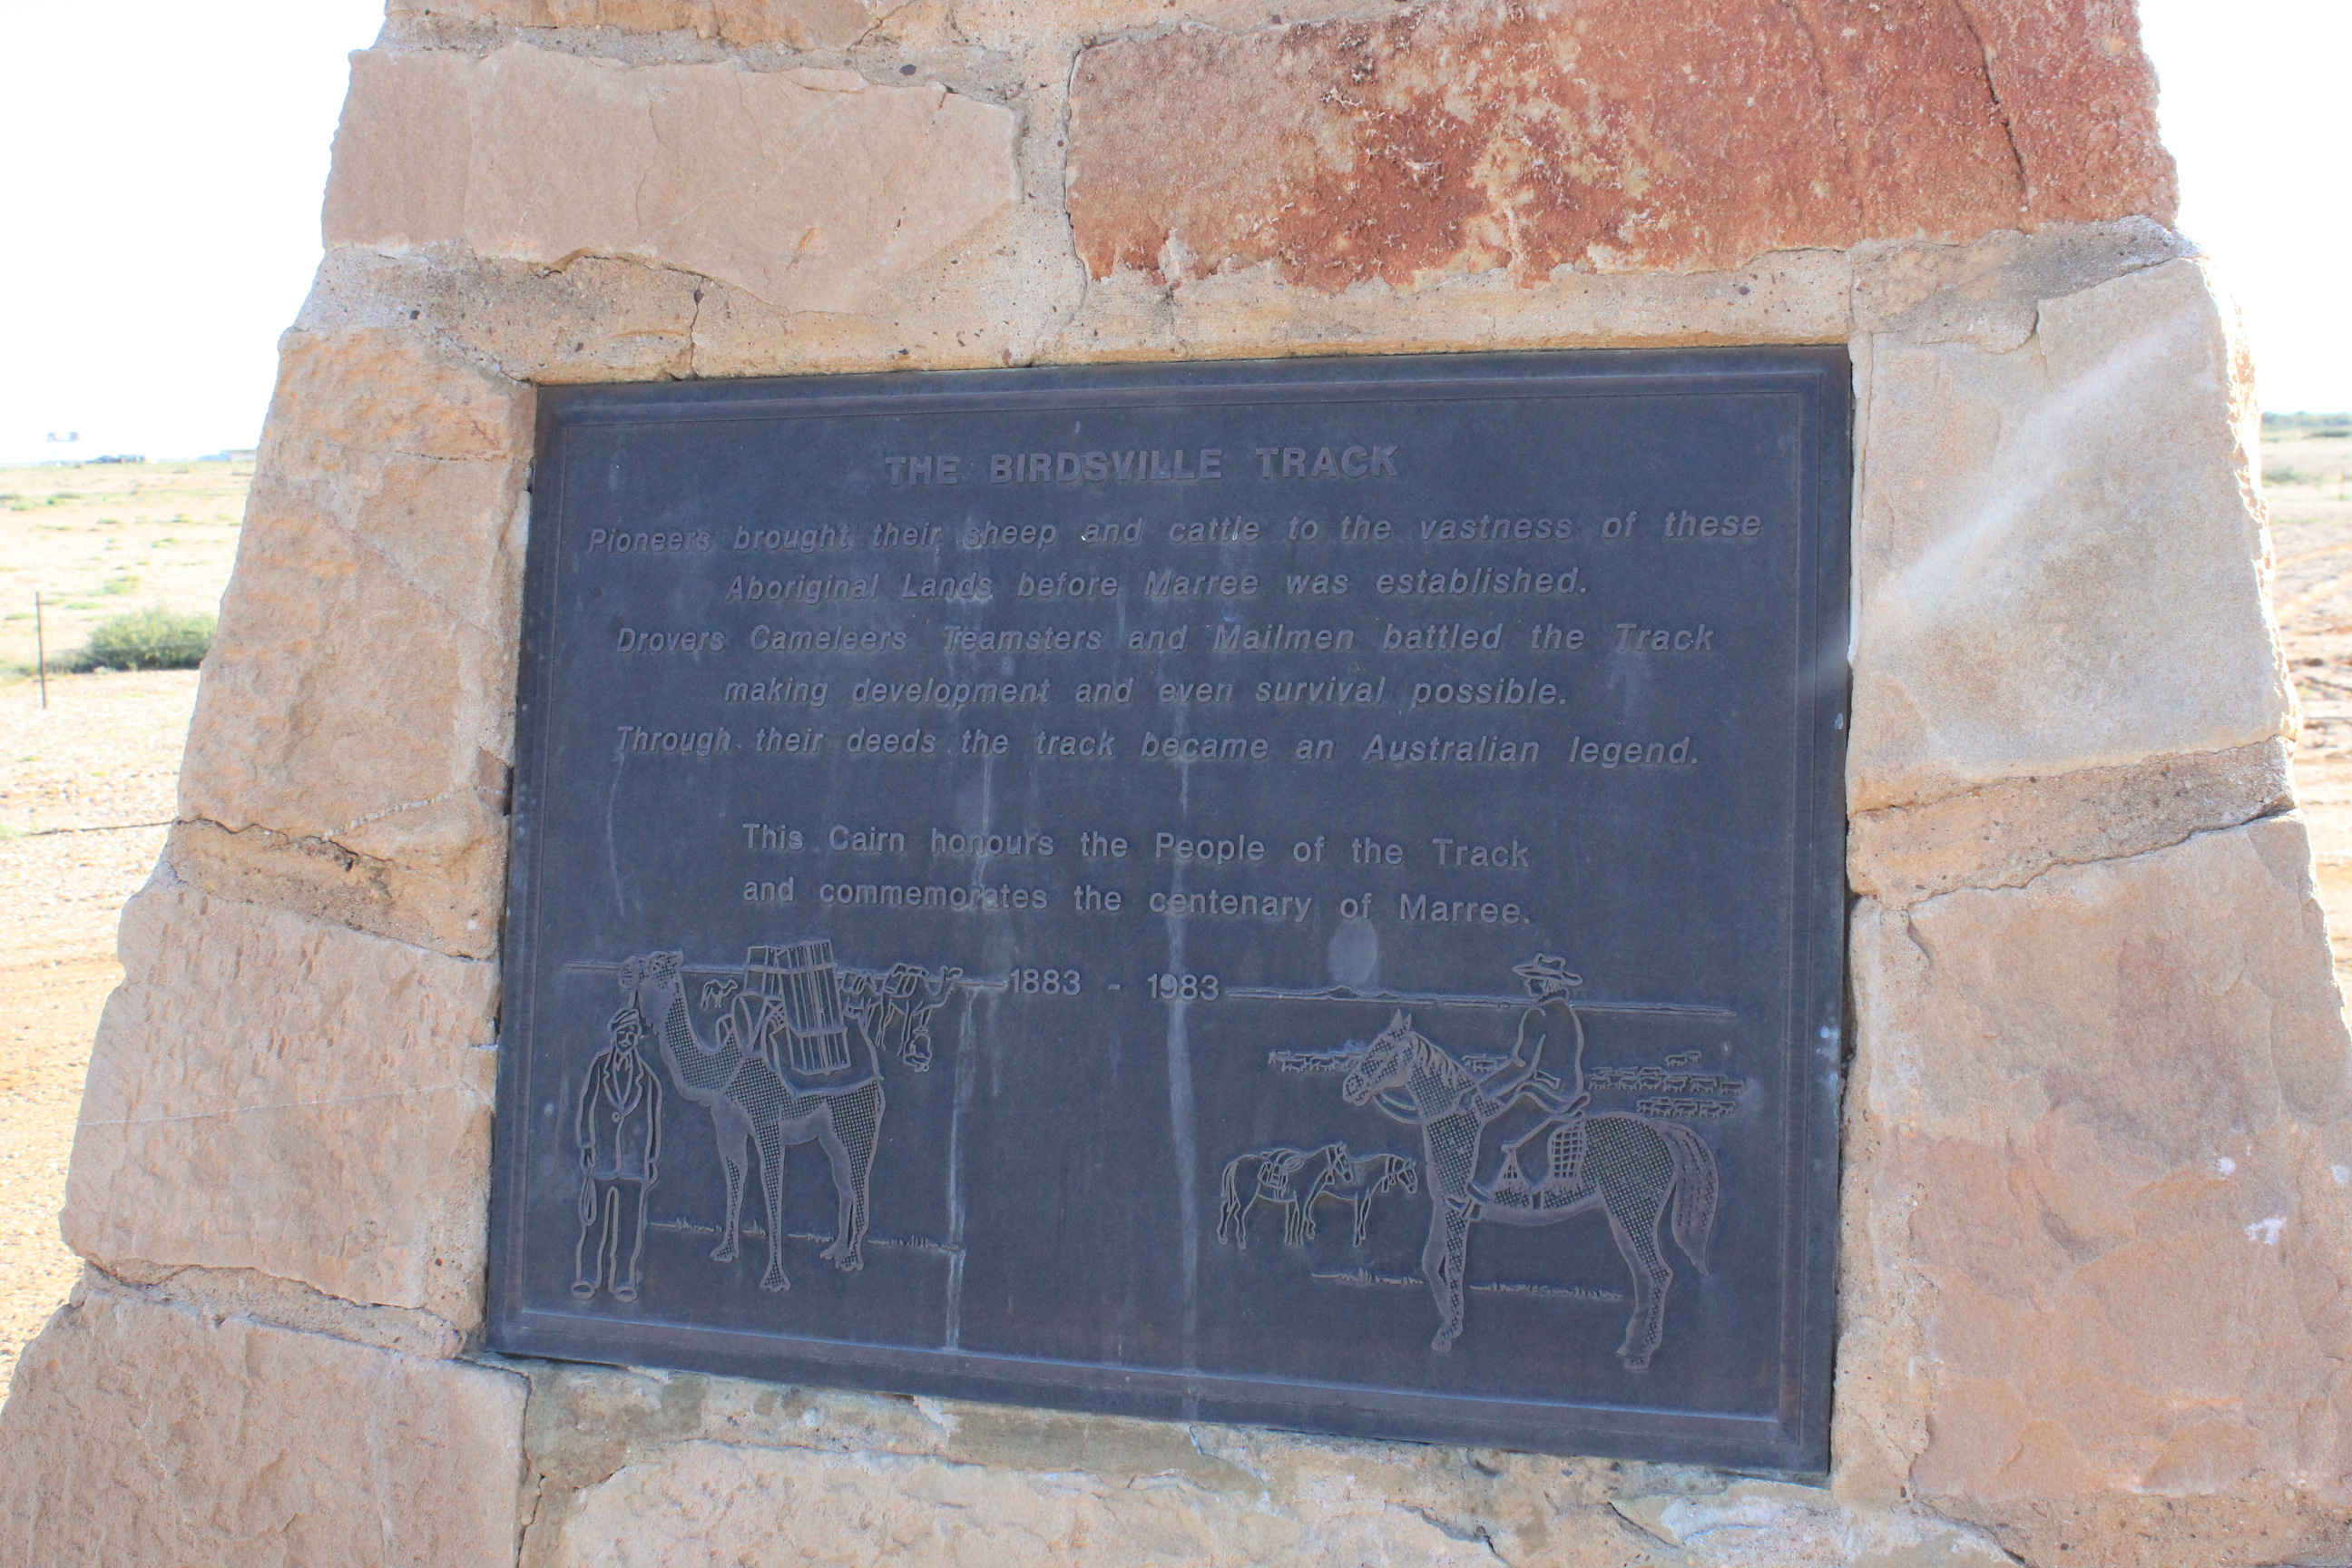 THE BIRDSVILLE TRACK
Pioneers brought their sheep and cattle to the vastness of these
Aboriginal Lands before Marree was established.
Drovers Cameleers Teamsters and Mailmen battled the Track
making development and even survival possible.
Through their deeds the track became an Australian legend.
This Cairn honours the People of the Track
and commemorates the centenary of Marree.
1883 - 1983